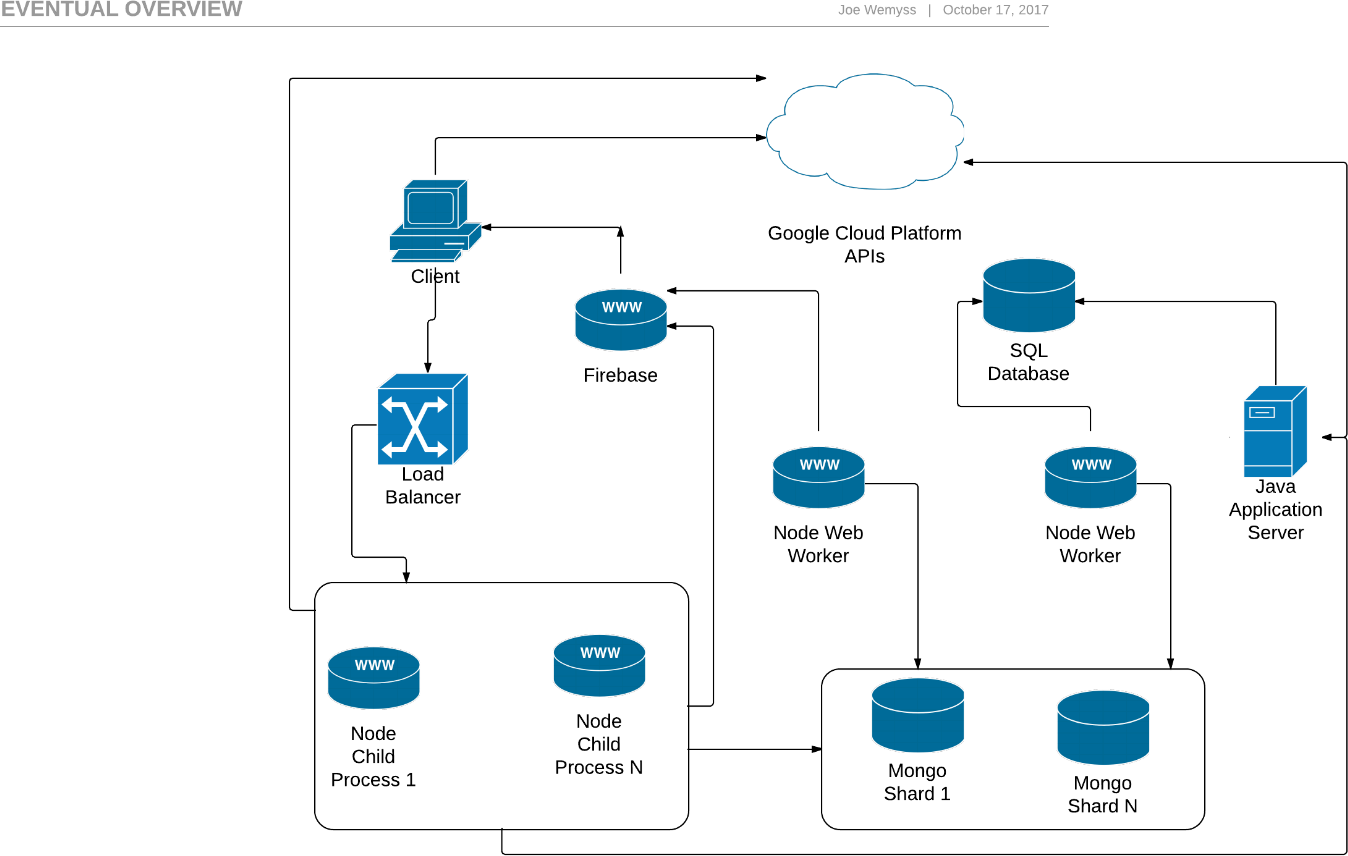 EVENTUAL OVERVIEW
Joe Wemyss | October 17, 2017
Google Cloud Platform
APIs
Client
WWW
Firebase
SQL
Database
Load
Balancer
WWW
Node Web
Worker
WWW
Node Web
Worker
Java
Application
Server
WWW
Node
Child
Process 1
WWW
Node
Child
Process N
Mongo
Shard 1
Mongo
Shard N